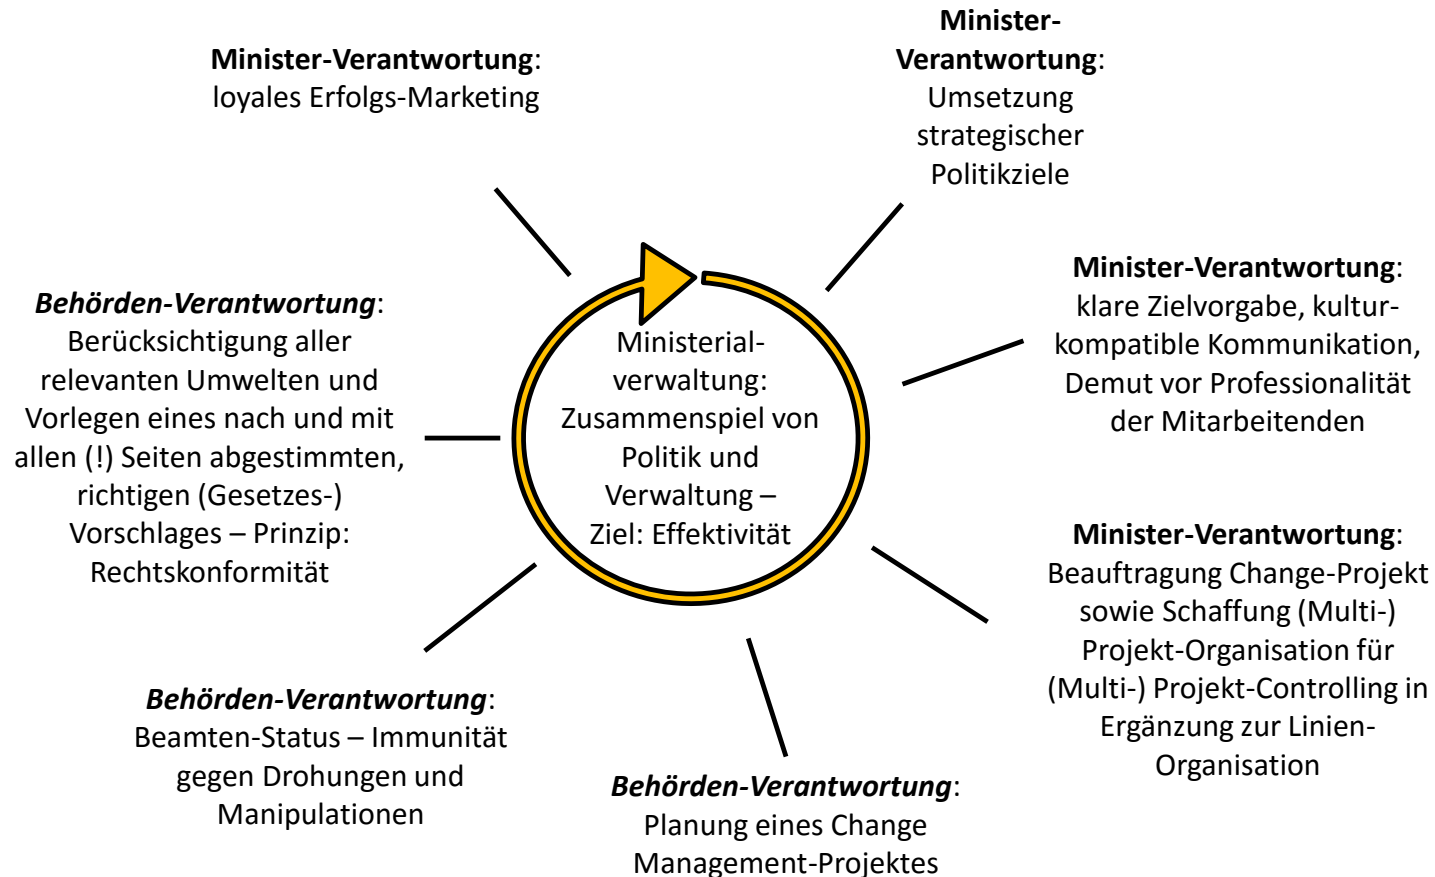 Minister-Verantwortung:
loyales Erfolgs-Marketing
Minister-
Verantwortung:
Umsetzung
strategischer
Politikziele
Minister-Verantwortung:
klare Zielvorgabe, kultur-
kompatible Kommunikation,
Demut vor Professionalität
der Mitarbeitenden
Minister-Verantwortung:
Beauftragung Change-Projekt
sowie Schaffung (Multi-)
Projekt-Organisation für
(Multi-) Projekt-Controlling in
Ergänzung zur Linien-
Organisation
Behörden-Verantwortung:
Planung eines Change
Management-Projektes
Behörden-Verantwortung:
Beamten-Status – Immunität
gegen Drohungen und
Manipulationen
Behörden-Verantwortung:
Berücksichtigung aller
relevanten Umwelten und
Vorlegen eines nach und mit
allen (!) Seiten abgestimmten,
richtigen (Gesetzes-)
Vorschlages – Prinzip:
Rechtskonformität
Ministerial-
verwaltung:
Zusammenspiel von
Politik und
Verwaltung –
Ziel: Effektivität